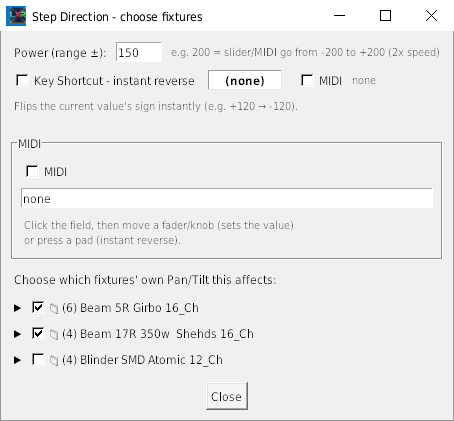 Step Direction - choose fixtures
Power (range ±): 150 e.g. 200 = slider/MIDI go from -200 to +200 (2x speed)
Key Shortcut - instant reverse (none) MIDI none
Flips the current value's sign instantly (e.g. +120 → -120).
MIDI
MIDI
none
Click the field, then move a fader/knob (sets the value)
or press a pad (instant reverse).
Choose which fixtures' own Pan/Tilt this affects:
(6) Beam 5R Girbo 16_Ch
(4) Beam 17R 350w  Shehds 16_Ch
(4) Blinder SMD Atomic 12_Ch
Close